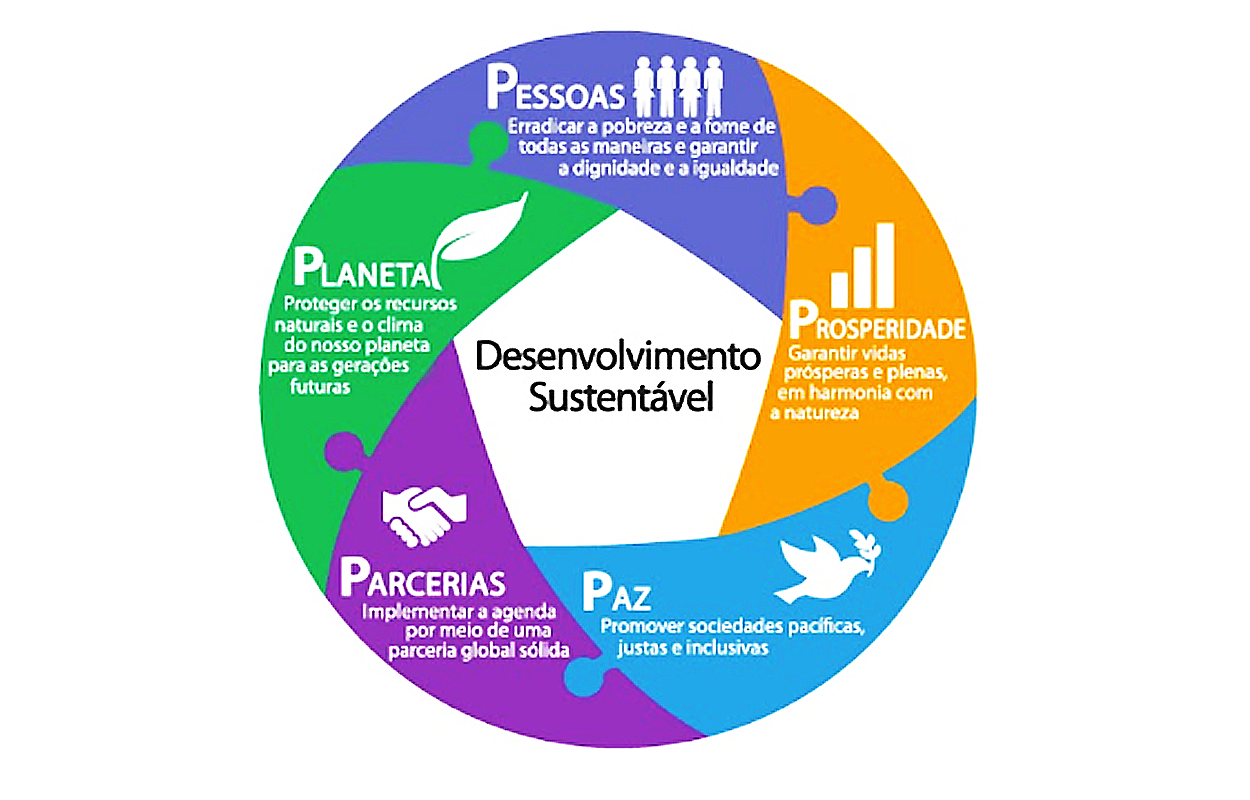 PESSOAS
Erradicar a pobreza e a fome de
todas as maneiras e garantir
a dignidade e a igualdade
PROSPERIDADE
Garantir vidas
prósperas e plenas,
em harmonia com
a natureza
PAZ
Promover sociedades pacíficas,
justas e inclusivas
PARCERIAS
Implementar a agenda
por meio de uma
parceria global sólida
PLANETA
Proteger os recursos
naturais e o clima
do nosso planeta
para as gerações
futuras
Desenvolvimento
Sustentável